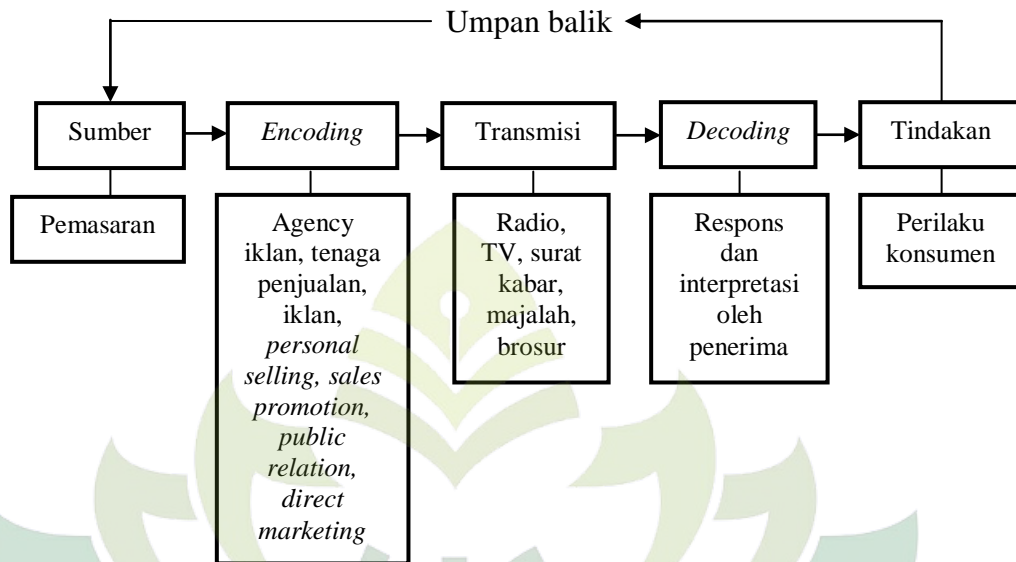 Umpan balik
Sumber
Encoding
Transmisi
Decoding
Tindakan
Pemasaran
Agency
iklan, tenaga
penjualan,
iklan,
personal
selling, sales
promotion,
public
relation,
direct
marketing
Radio,
TV, surat
kabar,
majalah,
brosur
Respons
dan
interpretasi
oleh
penerima
Perilaku
konsumen